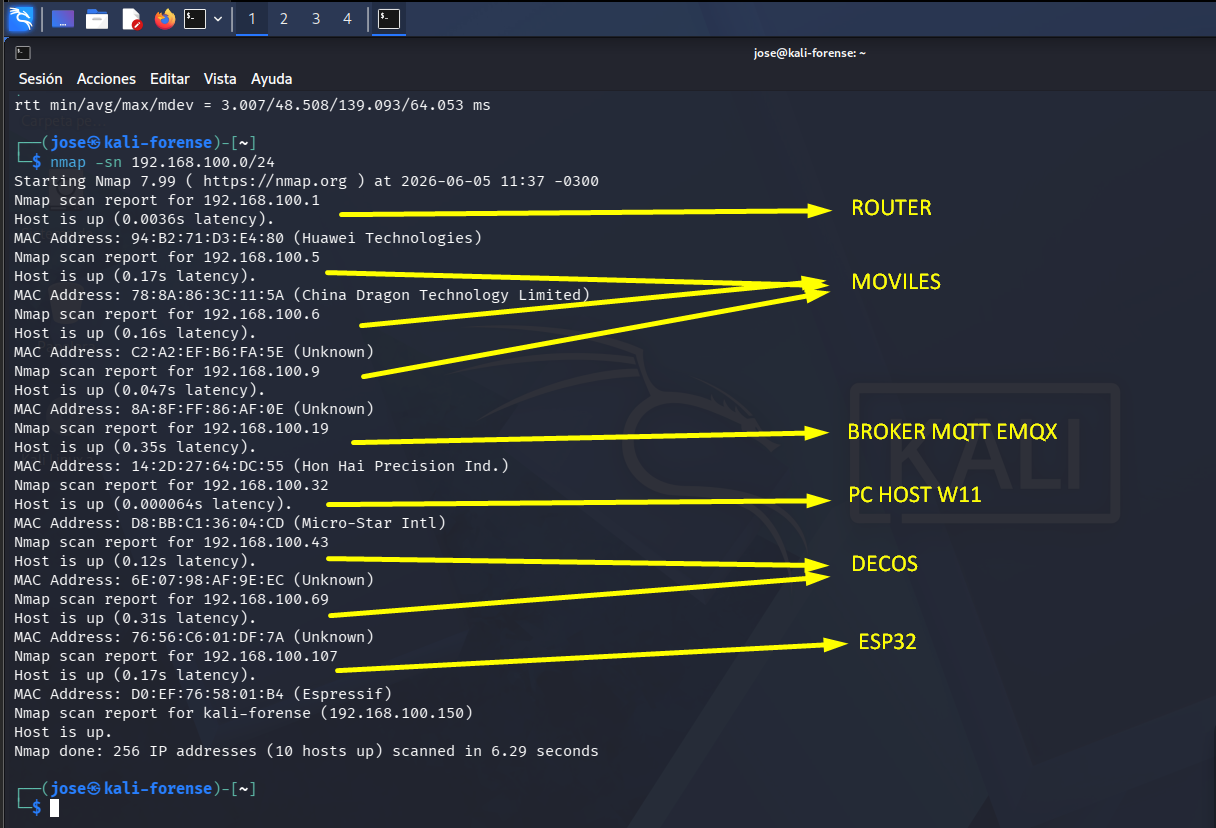 1 2 3 4
jose@kali-forense: ~
Sesión Acciones Editar Vista Ayuda
rtt min/avg/max/mdev = 3.007/48.508/139.093/64.053 ms
┌──(jose㉿kali-forense)-[~]
└─$ nmap -sn 192.168.100.0/24
Starting Nmap 7.99 ( https://nmap.org ) at 2026-06-05 11:37 -0300
Nmap scan report for 192.168.100.1
ROUTER
Host is up (0.0036s latency).
MAC Address: 94:B2:71:D3:E4:80 (Huawei Technologies)
Nmap scan report for 192.168.100.5
Host is up (0.17s latency).
MOVILES
MAC Address: 78:8A:86:3C:11:5A (China Dragon Technology Limited)
Nmap scan report for 192.168.100.6
Host is up (0.16s latency).
MAC Address: C2:A2:EF:B6:FA:5E (Unknown)
Nmap scan report for 192.168.100.9
Host is up (0.047s latency).
MAC Address: 8A:8F:FF:86:AF:0E (Unknown)
Nmap scan report for 192.168.100.19
BROKER MQTT EMQX
Host is up (0.35s latency).
MAC Address: 14:2D:27:64:DC:55 (Hon Hai Precision Ind.)
KALI
Nmap scan report for 192.168.100.32
PC HOST W11
Host is up (0.000064s latency).
MAC Address: D8:BB:C1:36:04:CD (Micro-Star Intl)
Nmap scan report for 192.168.100.43
Host is up (0.12s latency).
DECOS
MAC Address: 6E:07:98:AF:9E:EC (Unknown)
Nmap scan report for 192.168.100.69
Host is up (0.31s latency).
MAC Address: 76:56:C6:01:DF:7A (Unknown)
ESP32
Nmap scan report for 192.168.100.107
Host is up (0.17s latency).
MAC Address: D0:EF:76:58:01:B4 (Espressif)
Nmap scan report for kali-forense (192.168.100.150)
Host is up.
Nmap done: 256 IP addresses (10 hosts up) scanned in 6.29 seconds
┌──(jose㉿kali-forense)-[~]
└─$